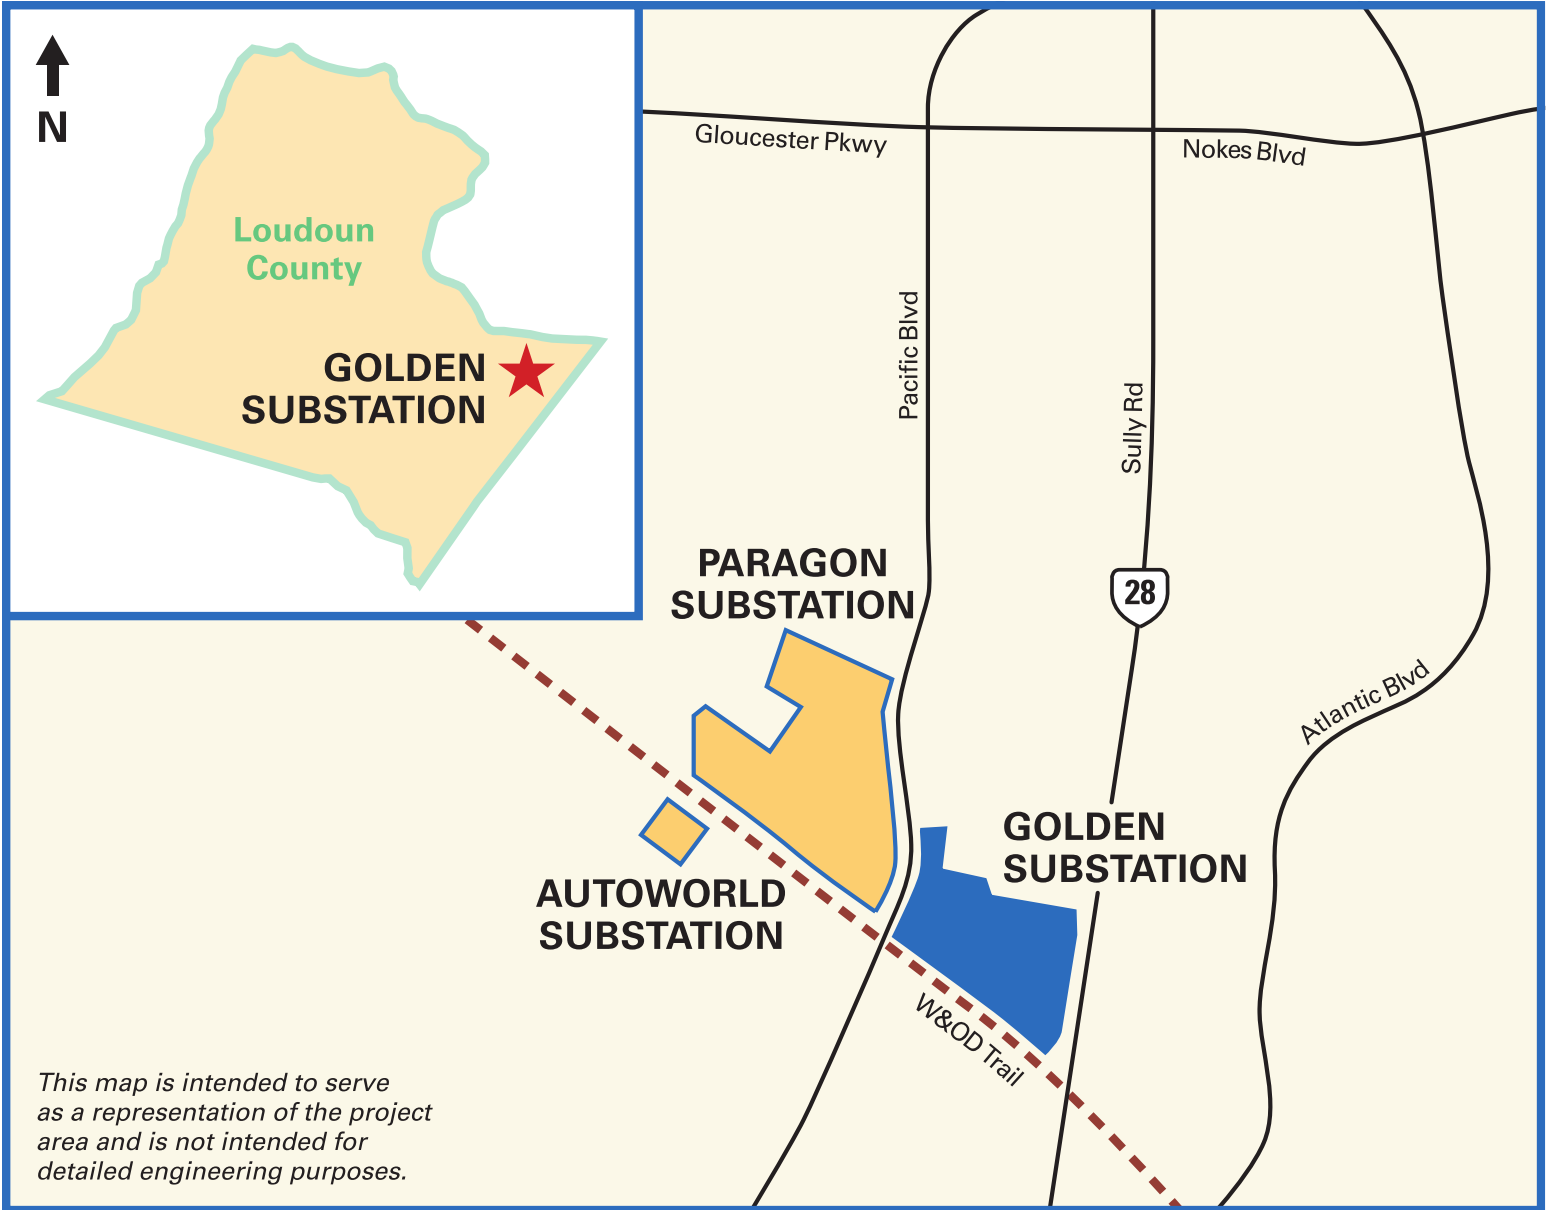 N
Loudoun
County
GOLDEN
SUBSTATION
Gloucester Pkwy
Nokes Blvd
Pacific Blvd
Sully Rd
28
PARAGON
SUBSTATION
Atlantic Blvd
GOLDEN
SUBSTATION
AUTOWORLD
SUBSTATION
W&OD Trail
This map is intended to serve
as a representation of the project
area and is not intended for
detailed engineering purposes.